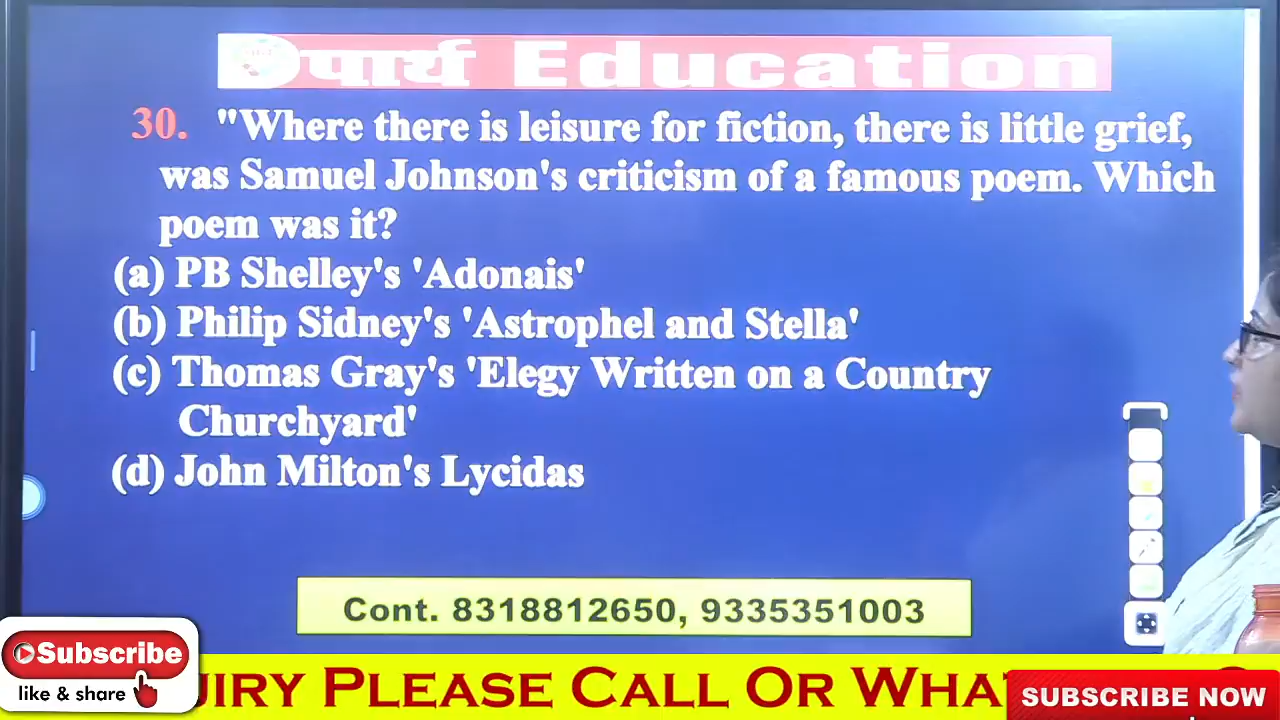 पार्थ Education
30. "Where there is leisure for fiction, there is little grief,
was Samuel Johnson's criticism of a famous poem. Which
poem was it?
(a) PB Shelley's 'Adonais'
(b) Philip Sidney's 'Astrophel and Stella'
(c) Thomas Gray's 'Elegy Written on a Country
Churchyard'
(d) John Milton's Lycidas
Cont. 8318812650, 9335351003
Subscribe
like & share
UIRY PLEASE CALL OR WHAT
SUBSCRIBE NOW